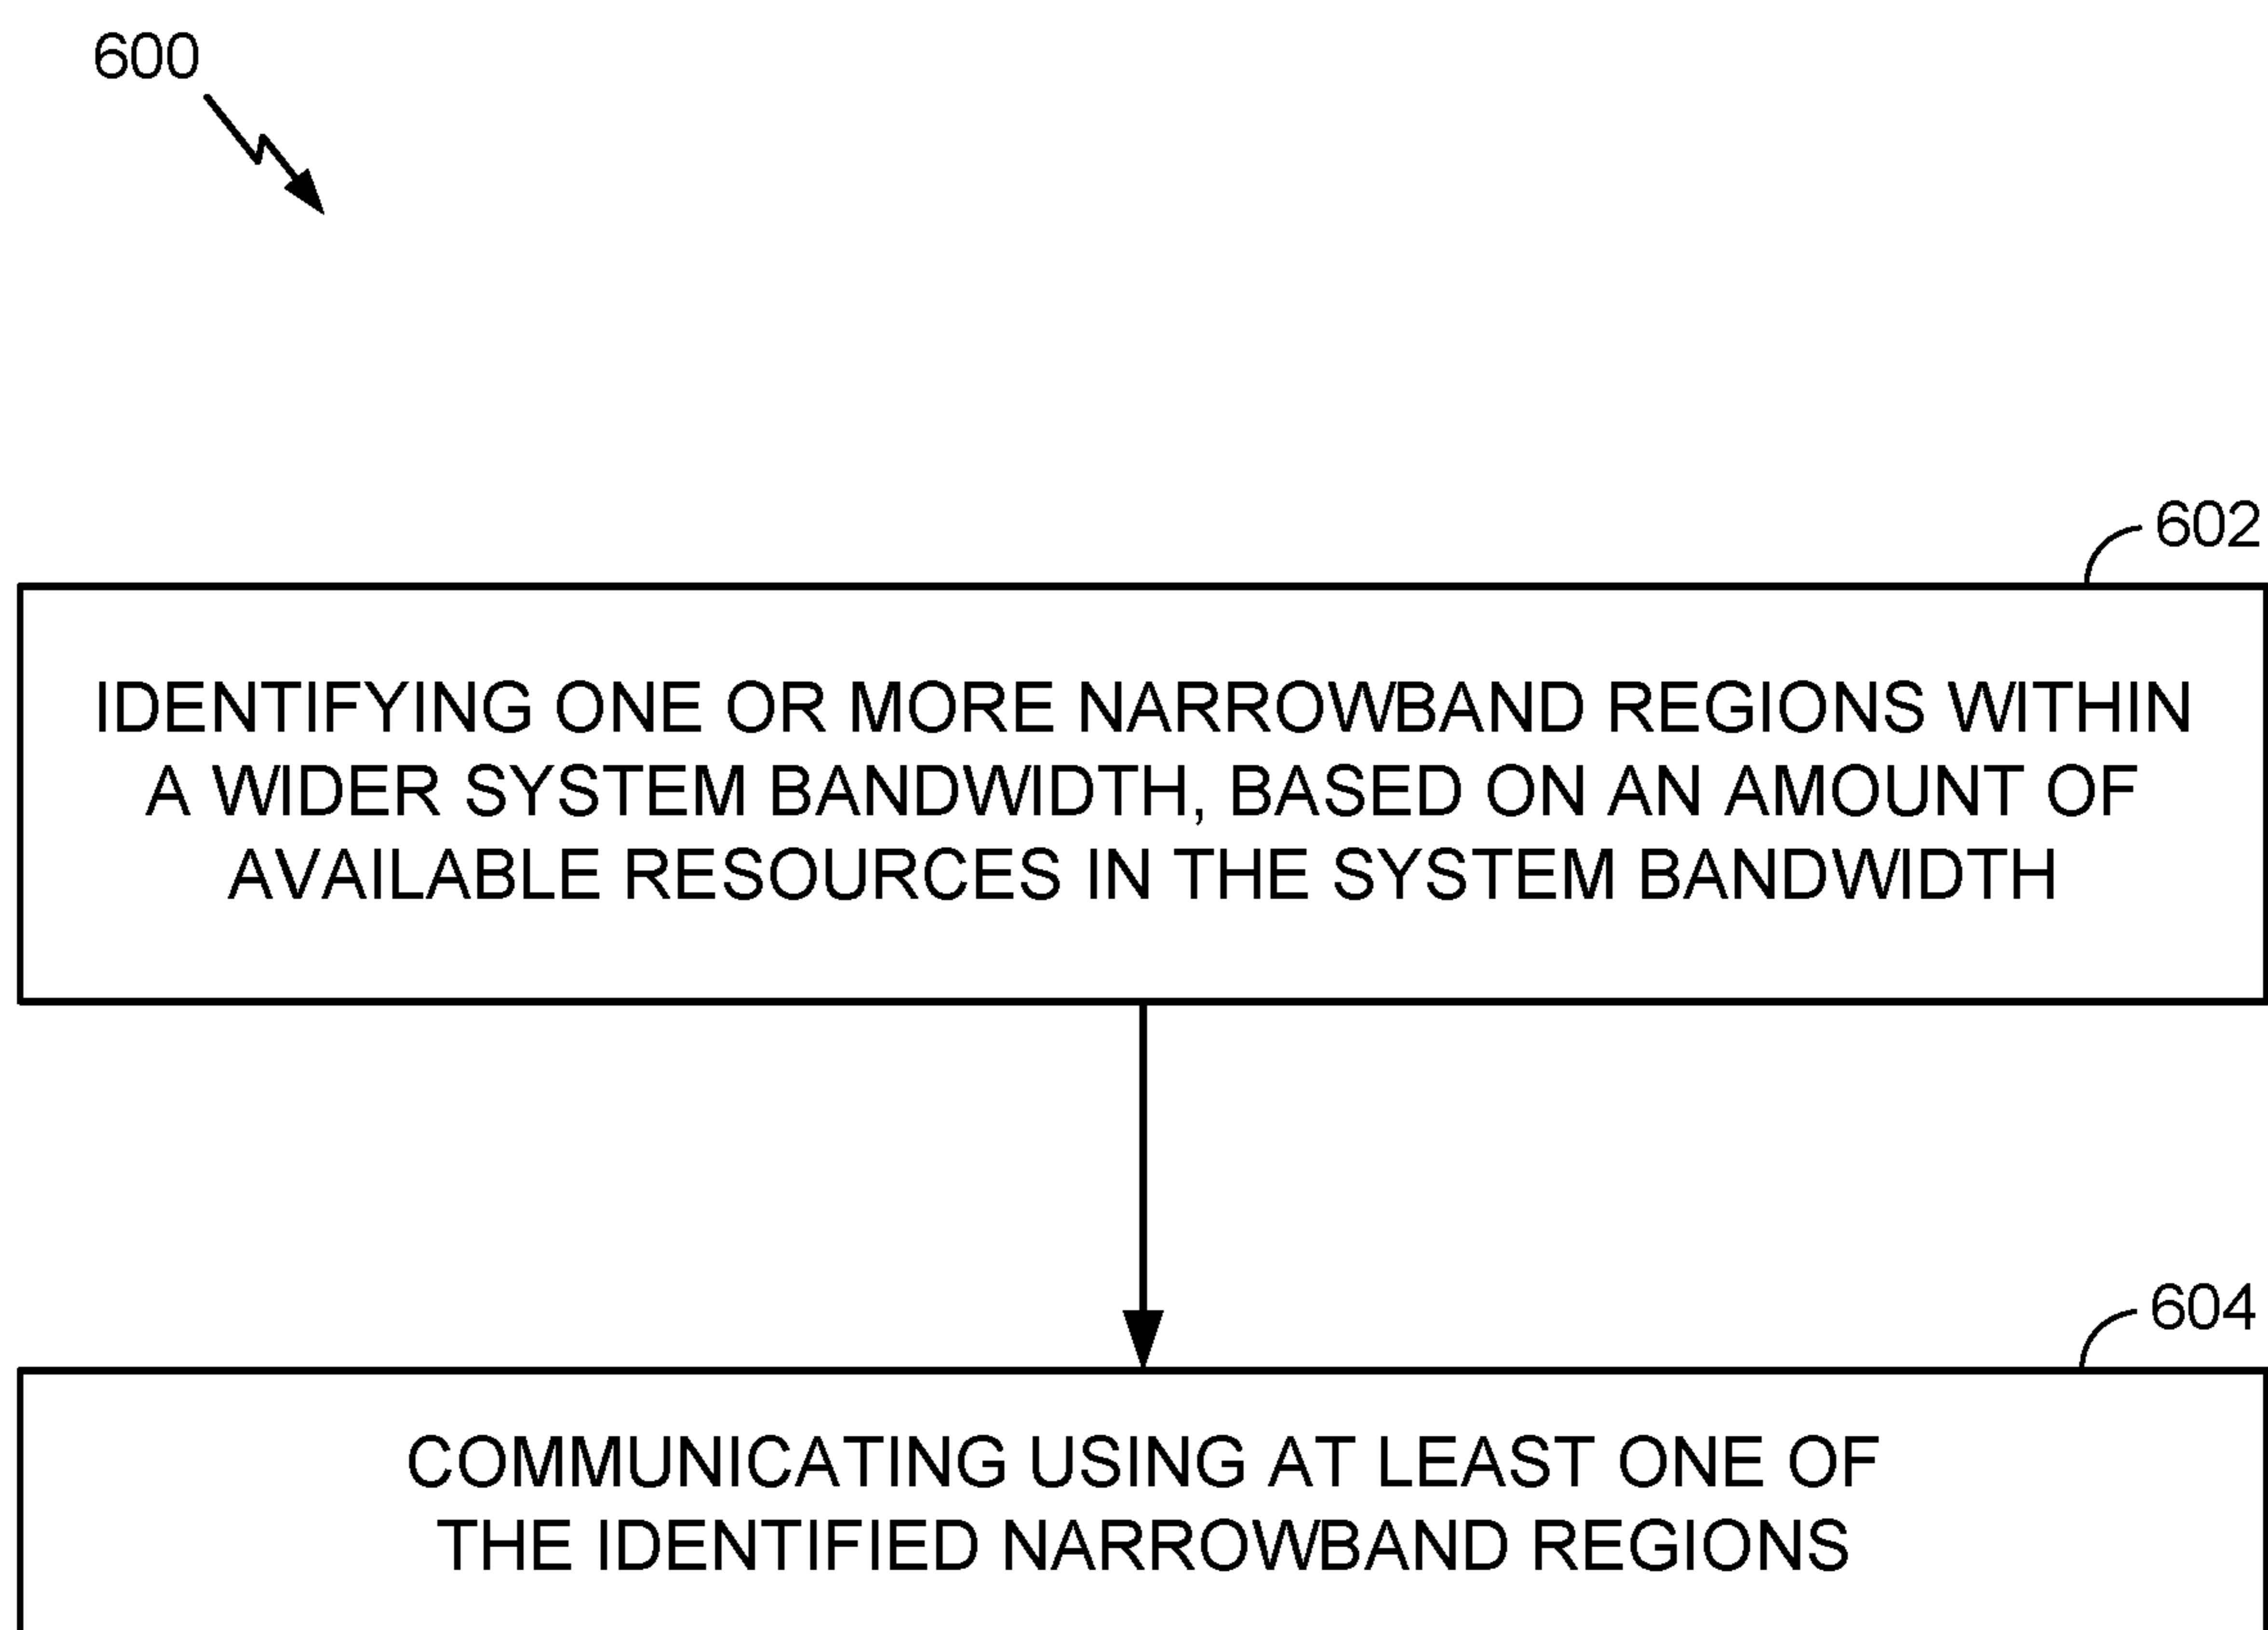 600
602
IDENTIFYING ONE OR MORE NARROWBAND REGIONS WITHIN
A WIDER SYSTEM BANDWIDTH, BASED ON AN AMOUNT OF
AVAILABLE RESOURCES IN THE SYSTEM BANDWIDTH
604
COMMUNICATING USING AT LEAST ONE OF
THE IDENTIFIED NARROWBAND REGIONS